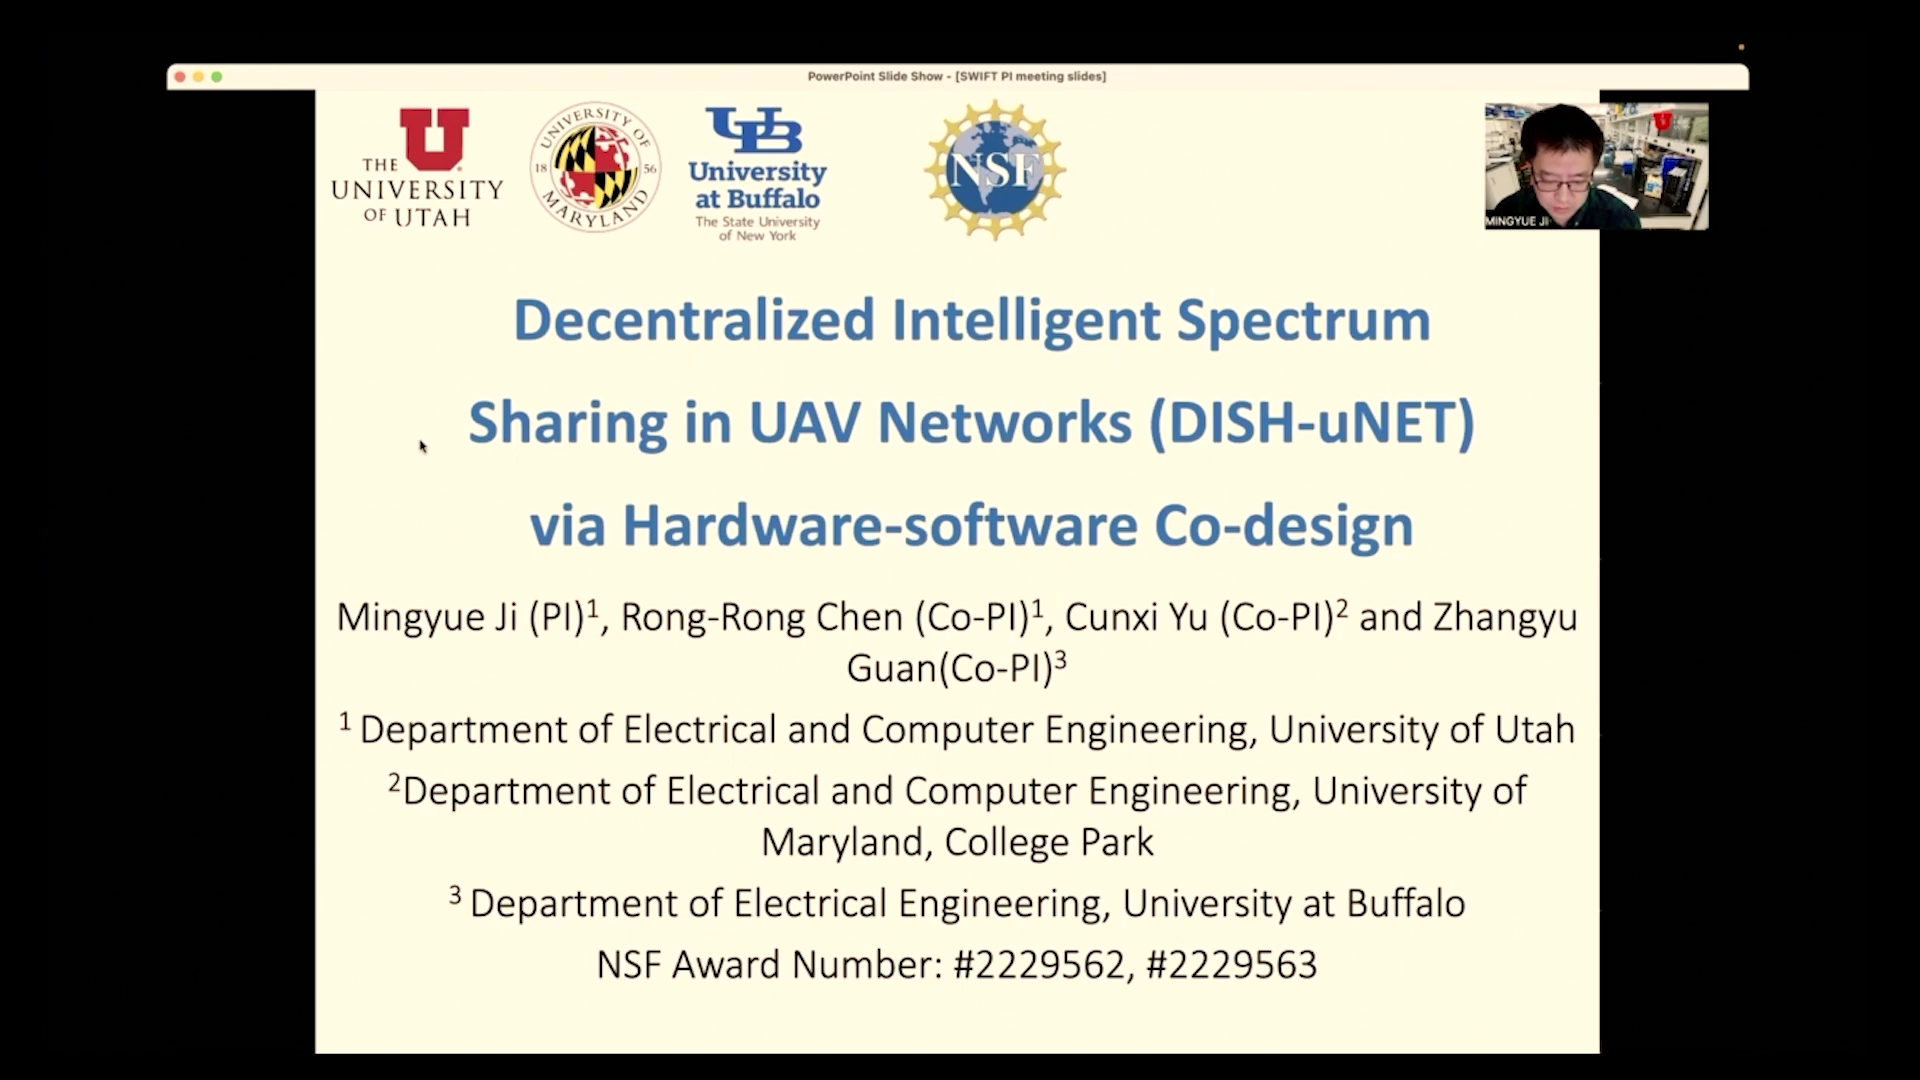 PowerPoint Slide Show - [SWIFT PI meeting slides]
THE
UNIVERSITY
OF UTAH
UNIVERSITY OF
18 56
MARYLAND
UB
University
at Buffalo
The State University
of New York
NSF
MINGYUE JI
Decentralized Intelligent Spectrum
Sharing in UAV Networks (DISH-uNET)
via Hardware-software Co-design
Mingyue Ji (PI)¹, Rong-Rong Chen (Co-PI)¹, Cunxi Yu (Co-PI)² and Zhangyu
Guan(Co-PI)³
¹ Department of Electrical and Computer Engineering, University of Utah
²Department of Electrical and Computer Engineering, University of
Maryland, College Park
³ Department of Electrical Engineering, University at Buffalo
NSF Award Number: #2229562, #2229563